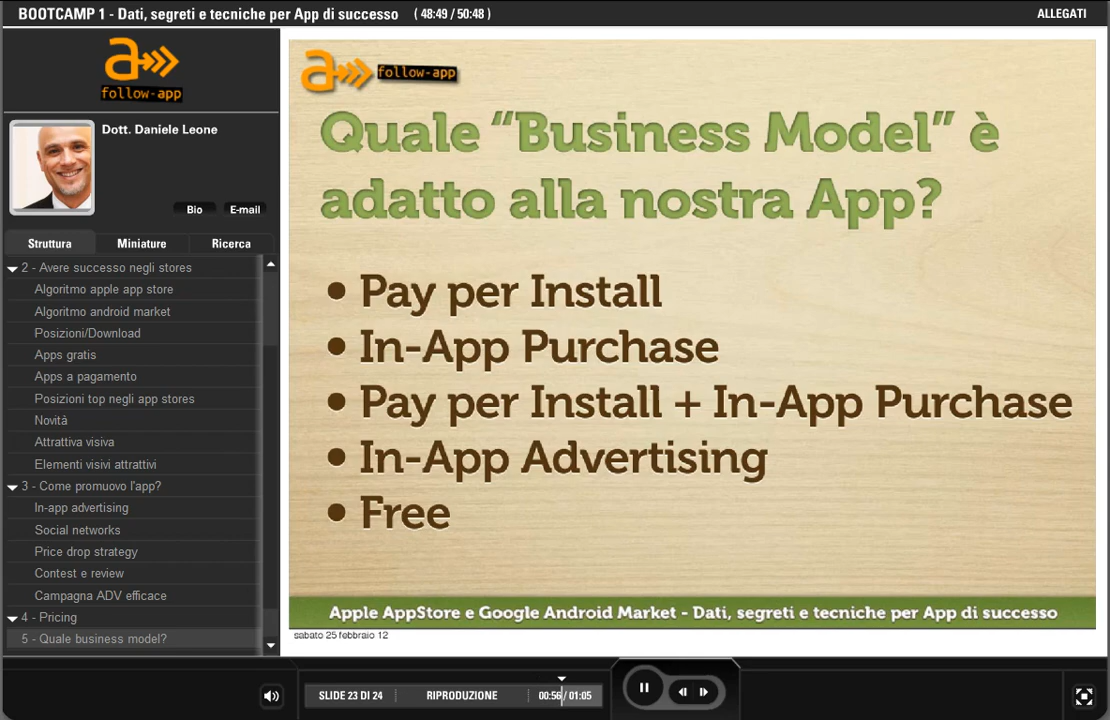 BOOTCAMP 1 - Dati, segreti e tecniche per App di successo ( 48:49 / 50:48 )
ALLEGATI
follow-app
Dott. Daniele Leone
Bio
E-mail
Struttura
Miniature
Ricerca
2 - Avere successo negli stores
Algoritmo apple app store
Algoritmo android market
Posizioni/Download
Apps gratis
Apps a pagamento
Posizioni top negli app stores
Novità
Attrattiva visiva
Elementi visivi attrattivi
3 - Come promuovo l'app?
In-app advertising
Social networks
Price drop strategy
Contest e review
Campagna ADV efficace
4 - Pricing
5 - Quale business model?
follow-app
Quale “Business Model” è
adatto alla nostra App?
• Pay per Install
• In-App Purchase
• Pay per Install + In-App Purchase
• In-App Advertising
• Free
Apple AppStore e Google Android Market - Dati, segreti e tecniche per App di successo
sabato 25 febbraio 12
SLIDE 23 DI 24
RIPRODUZIONE
00:56 / 01:05